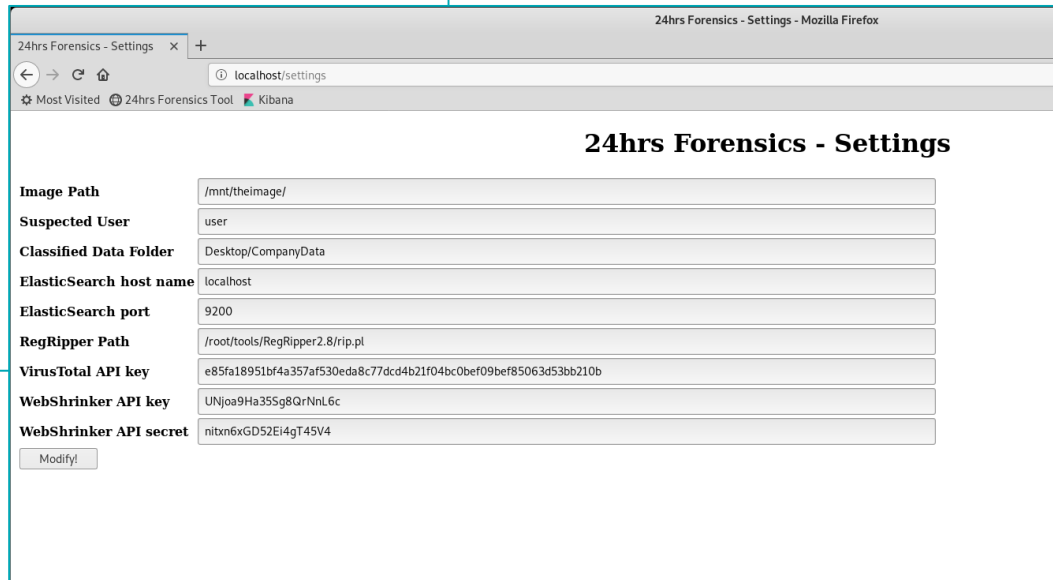 24hrs Forensics - Settings - Mozilla Firefox
24hrs Forensics - Settings
localhost/settings
Most Visited 24hrs Forensics Tool Kibana
24hrs Forensics - Settings
Image Path /mnt/theimage/
Suspected User user
Classified Data Folder Desktop/CompanyData
ElasticSearch host name localhost
ElasticSearch port 9200
RegRipper Path /root/tools/RegRipper2.8/rip.pl
VirusTotal API key e85fa18951bf4a357af530eda8c77dcd4b21f04bc0bef09bef85063d53bb210b
WebShrinker API key UNjoa9Ha35Sg8QrNnL6c
WebShrinker API secret nitxn6xGD52Ei4gT45V4
Modify!